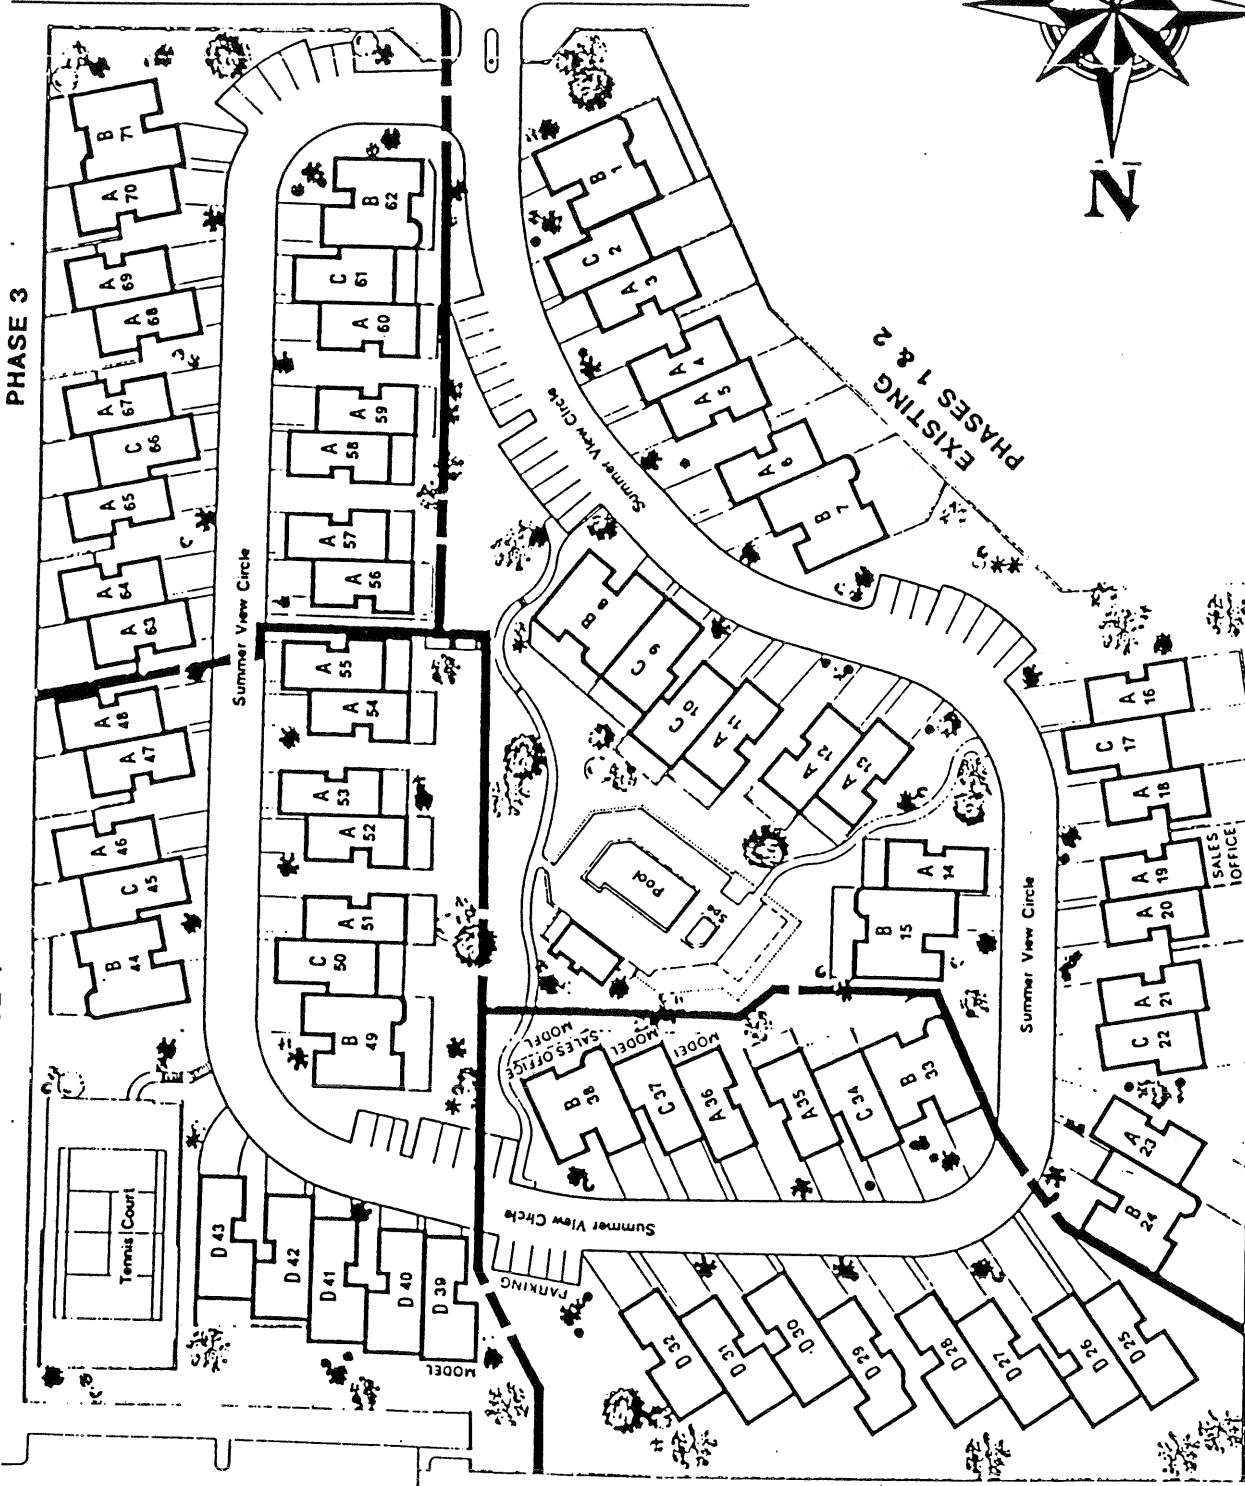 PHASE 3
N
B 71
A 70
A 69
A 68
A 67
C 66
A 65
A 64
A 63
B 62
C 61
A 60
A 59
A 58
A 57
A 56
B 1
C 2
A 3
A 4
A 5
A 6
B 7
EXISTING
PHASES 1 & 2
Summer View Circle
Summer View Circle
A 55
A 54
A 53
A 52
A 51
C 50
B 49
A 48
A 47
A 46
C 45
B 44
B 8
C 9
C 10
A 11
A 12
A 13
A 14
B 15
Pool
Spa
A 16
C 17
A 18
A 19
A 20
A 21
C 22
A 23
B 24
SALES
OFFICE
Summer View Circle
MODEL
SALES OFFICE
MODEL
MODEL
B 38
C 37
A 36
A 35
C 34
B 33
Summer View Circle
Tennis Court
D 43
D 42
D 41
D 40
D 39
MODEL
PARKING
D 32
D 31
D 30
D 29
D 28
D 27
D 26
D 25